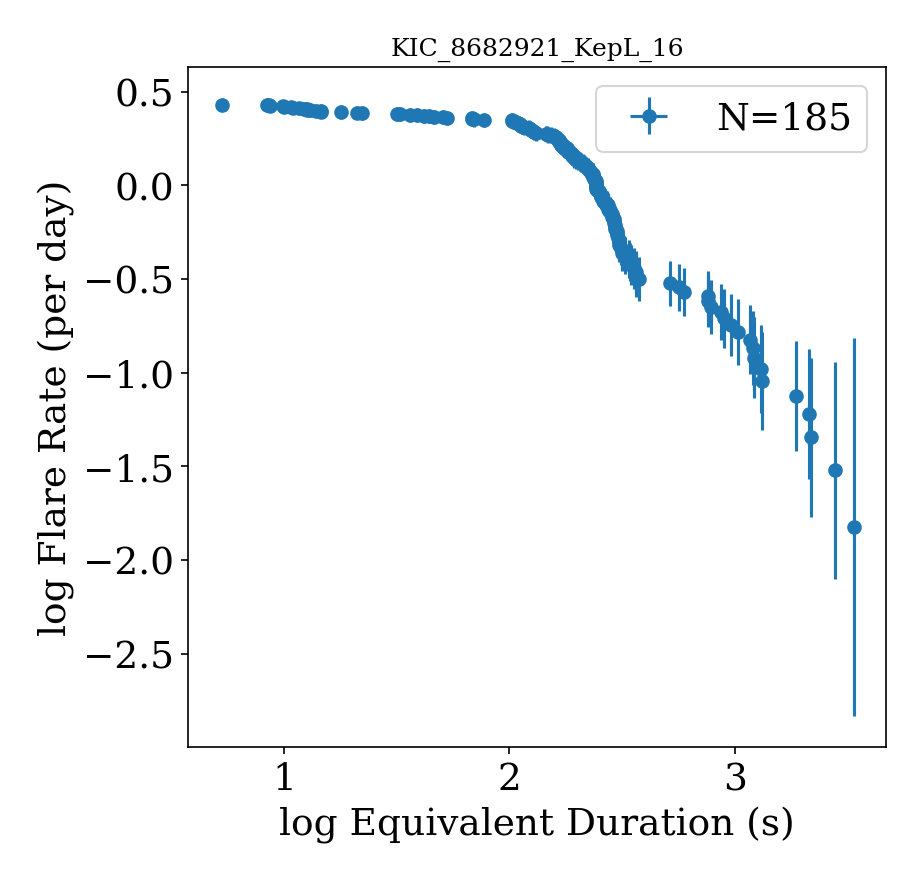 KIC_8682921_KepL_16
N=185
0.5
0.0
−0.5
−1.0
−1.5
−2.0
−2.5
log Flare Rate (per day)
1 2 3
log Equivalent Duration (s)